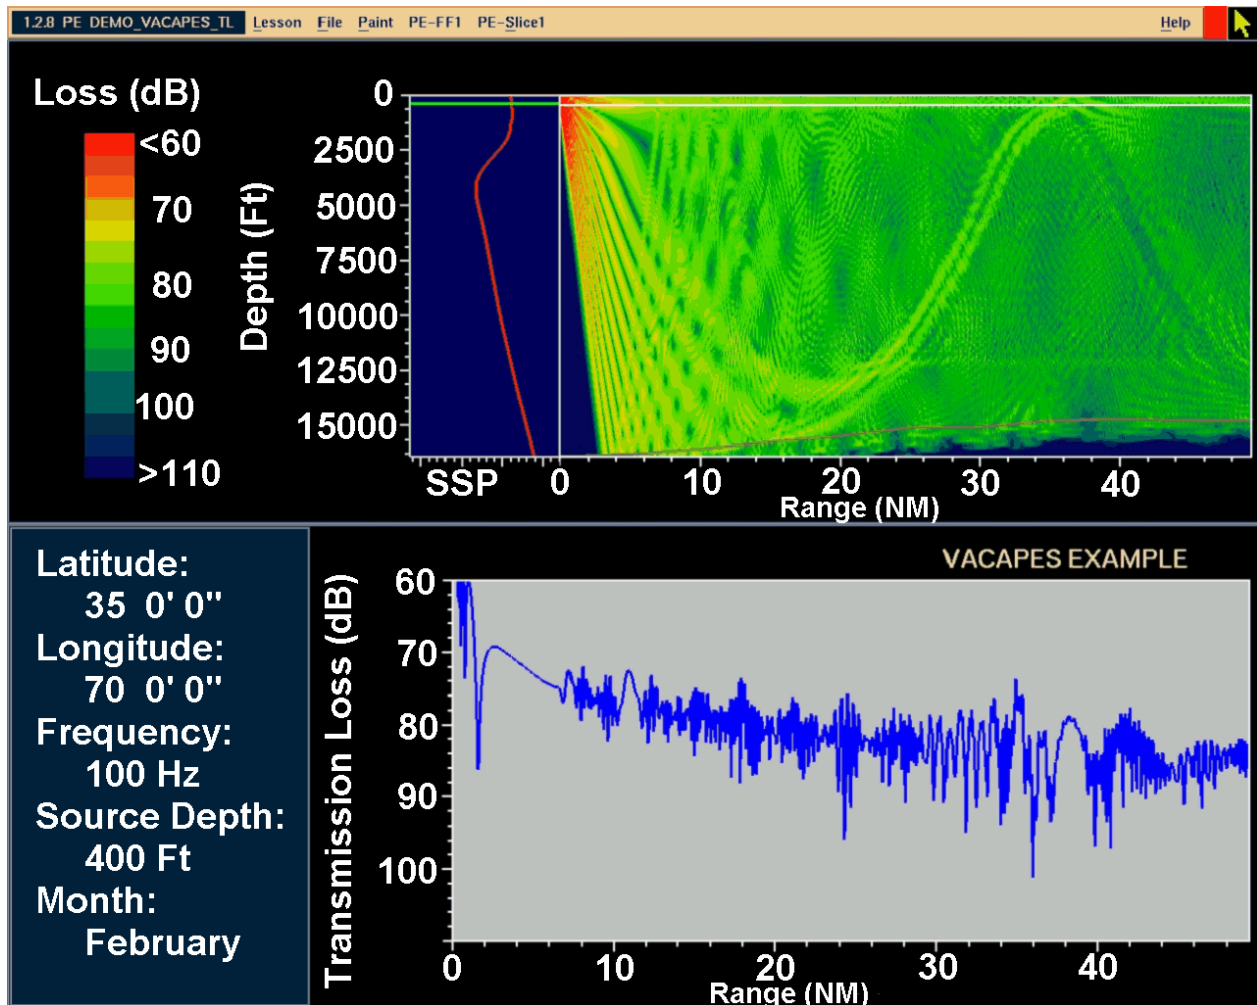 1.2.8 PE DEMO_VACAPES_TL Lesson File Paint PE-FF1 PE-Slice1 Help
Loss (dB)
<60
70
80
90
100
>110
Depth (Ft)
0
2500
5000
7500
10000
12500
15000
SSP 0 10 20 30 40
Range (NM)
Latitude:
35 0' 0"
Longitude:
70 0' 0"
Frequency:
100 Hz
Source Depth:
400 Ft
Month:
February
VACAPES EXAMPLE
Transmission Loss (dB)
60
70
80
90
100
0 10 20 30 40
Range (NM)